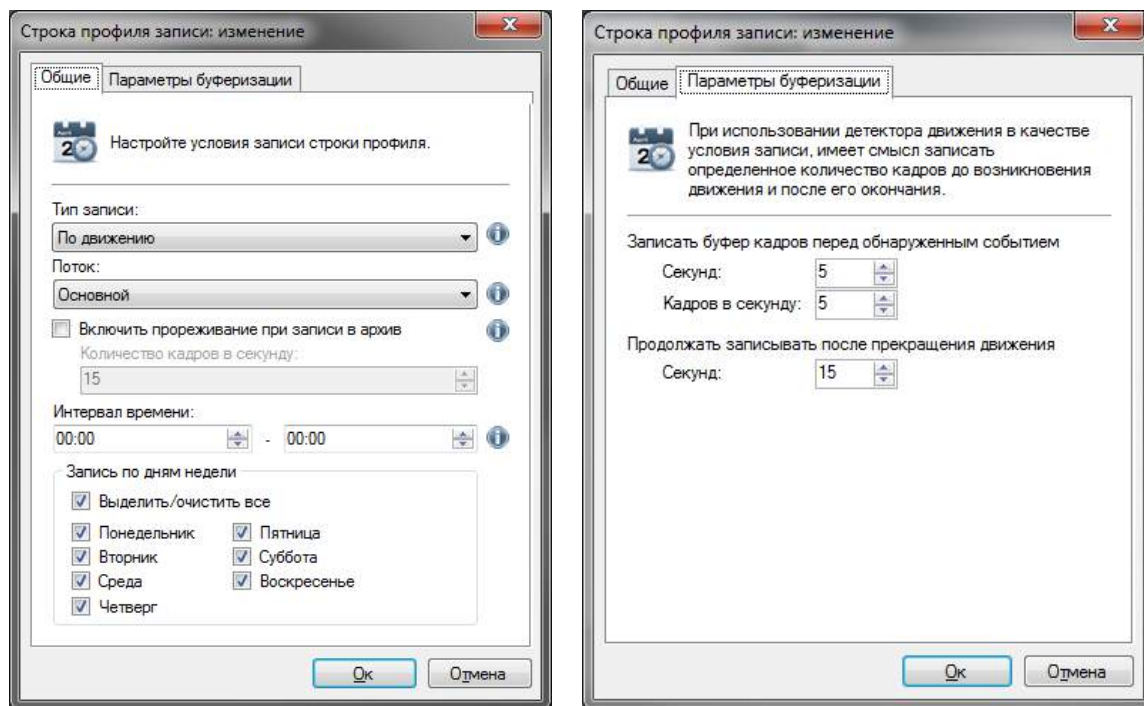 Строка профиля записи: изменение
Общие
Параметры буферизации
2
Настройте условия записи строки профиля.
Тип записи:
По движению
Поток:
Основной
Включить прореживание при записи в архив
Количество кадров в секунду:
15
Интервал времени:
00:00 - 00:00
Запись по дням недели
Выделить/очистить все
Понедельник
Пятница
Вторник
Суббота
Среда
Воскресенье
Четверг
Ок
Отмена
Строка профиля записи: изменение
Общие
Параметры буферизации
2
При использовании детектора движения в качестве
условия записи, имеет смысл записать
определенное количество кадров до возникновения
движения и после его окончания.
Записать буфер кадров перед обнаруженным событием
Секунд: 5
Кадров в секунду: 5
Продолжать записывать после прекращения движения
Секунд: 15
Ок
Отмена